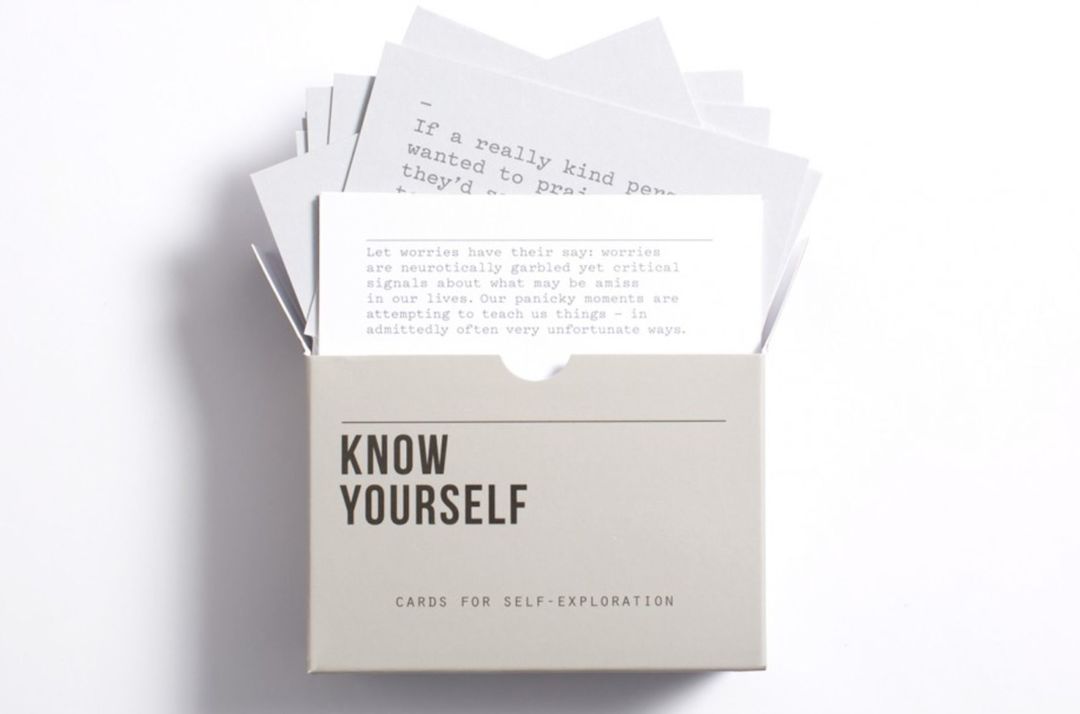 –
If a really kind
wanted to
they'd
Let worries have their say: worries
are neurotically garbled yet critical
signals about what may be amiss
in our lives. Our panicky moments are
attempting to teach us things – in
admittedly often very unfortunate ways.
KNOW
YOURSELF
CARDS FOR SELF-EXPLORATION